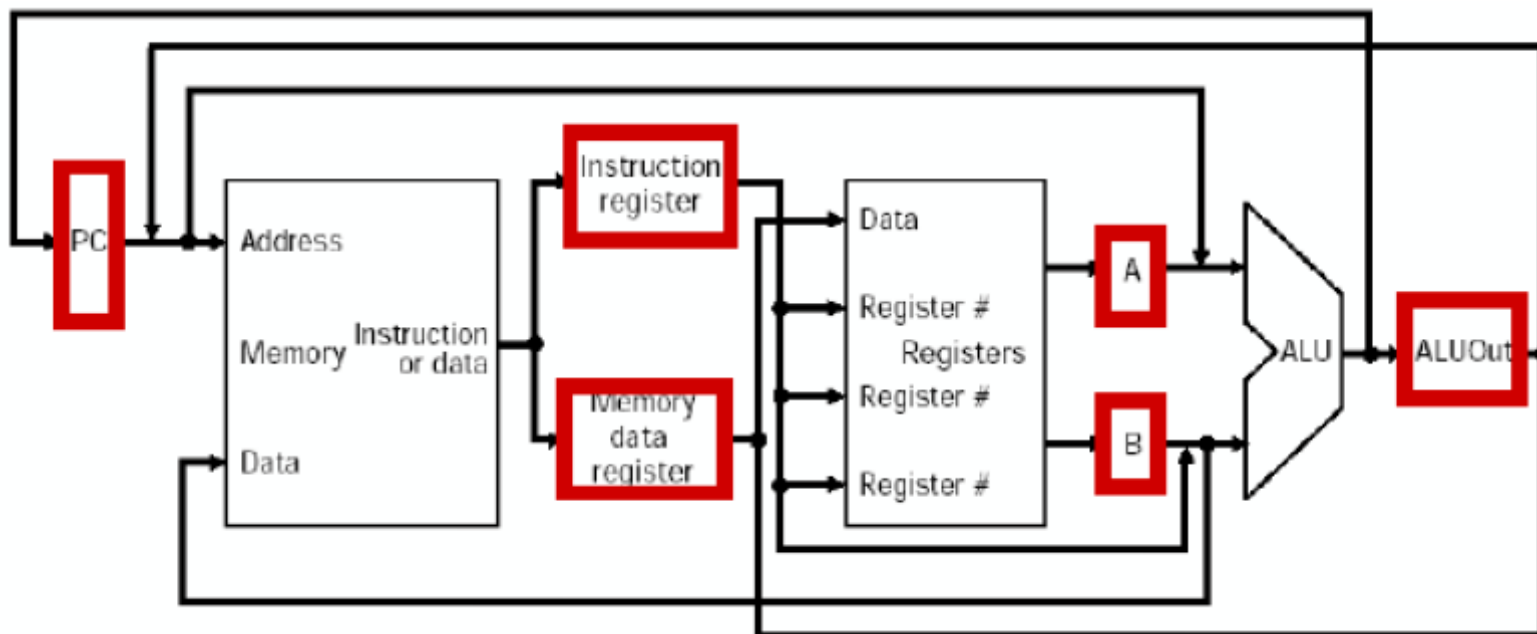 PC
Address
Memory
Instruction
or data
Data
Instruction
register
Memory
data
register
Data
Register #
Registers
Register #
Register #
A
B
ALU
ALUOut